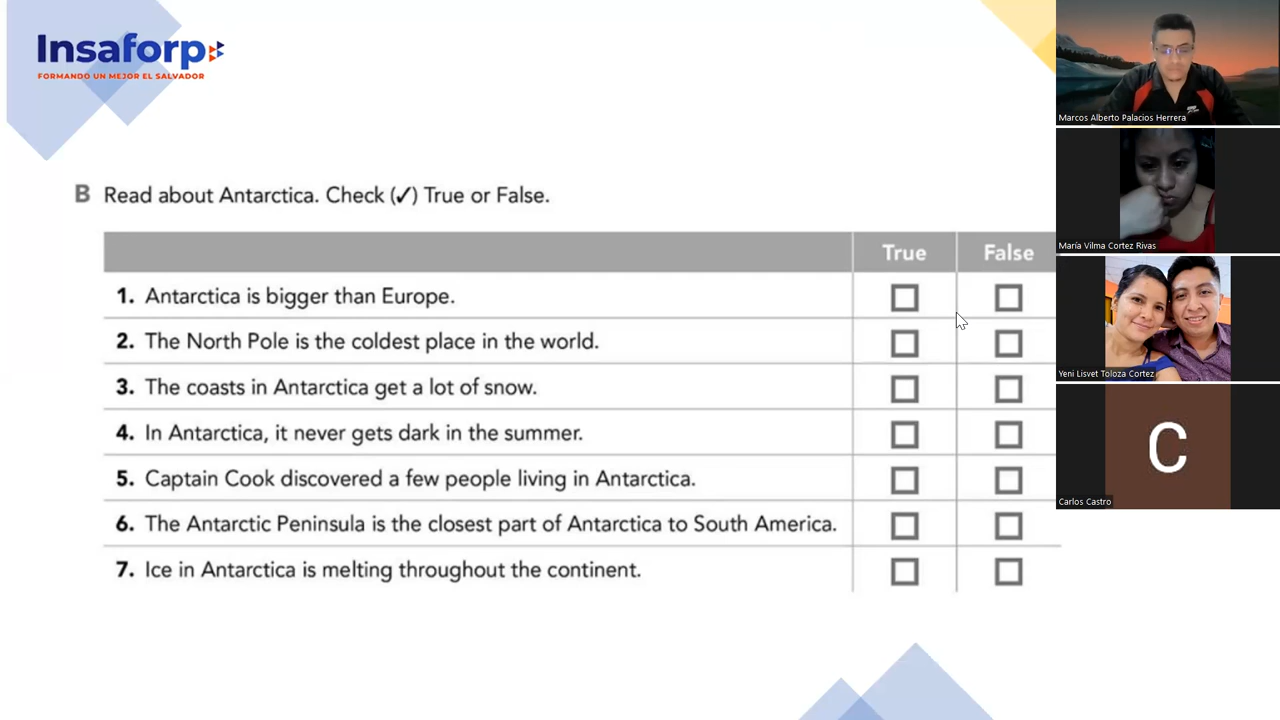 Insaforp
FORMANDO UN MEJOR EL SALVADOR
B Read about Antarctica. Check (✓) True or False.
True False
1. Antarctica is bigger than Europe.
2. The North Pole is the coldest place in the world.
3. The coasts in Antarctica get a lot of snow.
4. In Antarctica, it never gets dark in the summer.
5. Captain Cook discovered a few people living in Antarctica.
6. The Antarctic Peninsula is the closest part of Antarctica to South America.
7. Ice in Antarctica is melting throughout the continent.
Marcos Alberto Palacios Herrera
María Vilma Cortez Rivas
Yeni Lisvet Toloza Cortez
C
Carlos Castro